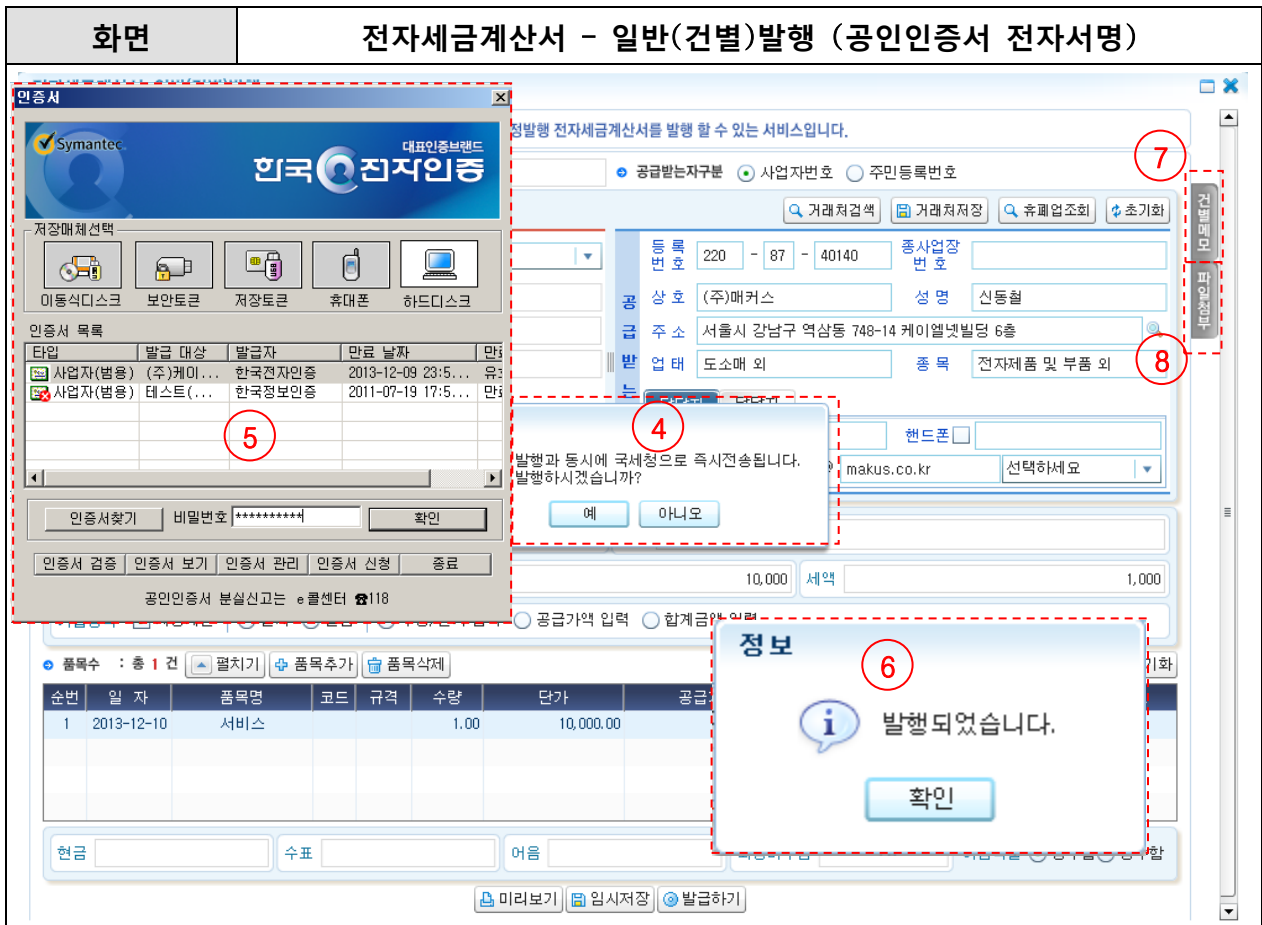 화면
전자세금계산서 - 일반(건별)발행 (공인인증서 전자서명)
인증서
Symantec
대표인증브랜드
한국전자인증
저장매체선택
이동식디스크 보안토큰 저장토큰 휴대폰 하드디스크
인증서 목록
타입 발급 대상 발급자 만료 날짜
사업자(범용) (주)케이... 한국전자인증 2013-12-09 23:5...
사업자(범용) 테스트(... 한국정보인증 2011-07-19 17:5...
⑤
인증서찾기 비밀번호 ********** 확인
인증서 검증 인증서 보기 인증서 관리 인증서 신청 종료
공인인증서 분실신고는 e콜센터 ☎118
정발행 전자세금계산서를 발행 할 수 있는 서비스입니다.
공급받는자구분 사업자번호 주민등록번호
⑦
거래처검색 거래처저장 휴폐업조회 초기화
건별메모
파일첨부
⑧
공급받는
등록번호 220 - 87 - 40140 종사업장번호
상호 (주)매커스 성명 신동철
주소 서울시 강남구 역삼동 748-14 케이엘넷빌딩 6층
업태 도소매 외 종목 전자제품 및 부품 외
핸드폰
makus.co.kr 선택하세요
④
발행과 동시에 국세청으로 즉시전송됩니다.
발행하시겠습니까?
예 아니오
10,000 세액 1,000
공급가액 입력 합계금액 입력
품목수 : 총 1 건 펼치기 품목추가 품목삭제
순번 일 자 품목명 코드 규격 수량 단가
1 2013-12-10 서비스 1.00 10,000.00
정보
⑥
발행되었습니다.
확인
현금 수표 어음
미리보기 임시저장 발급하기